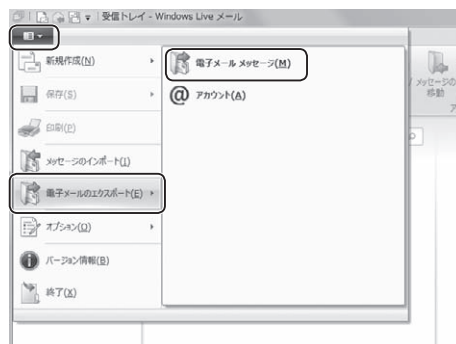 受信トレイ - Windows Live メール
新規作成(N)
電子メール メッセージ(M)
保存(S)
アカウント(A)
メッセージの
移動
印刷(P)
メッセージのインポート(I)
電子メールのエクスポート(E)
オプション(O)
バージョン情報(B)
終了(X)